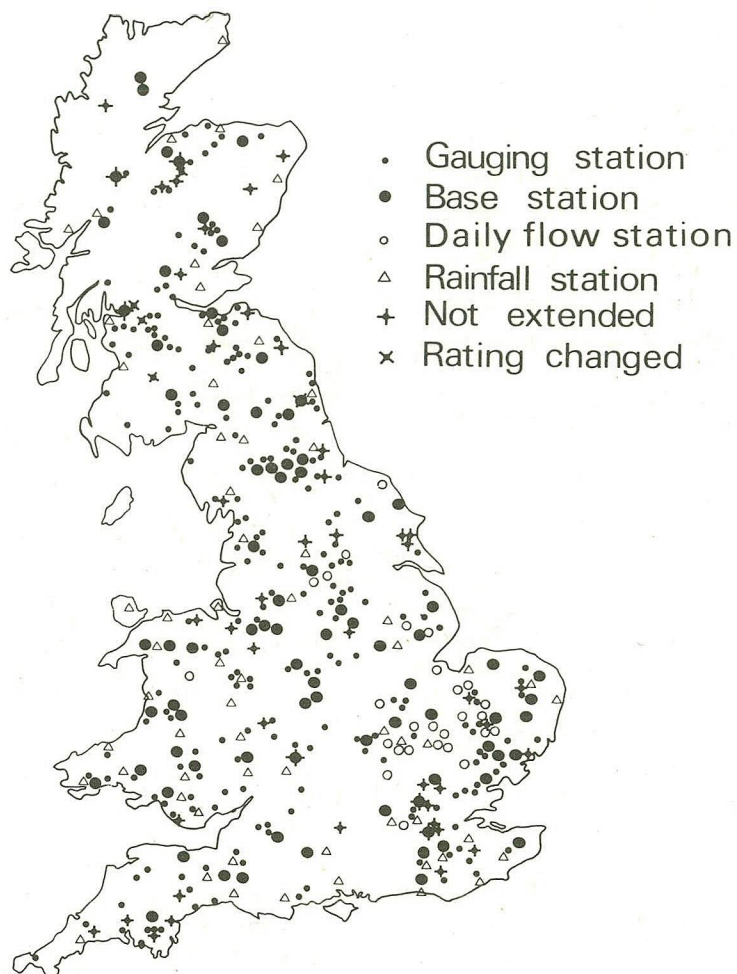 Gauging station
Base station
Daily flow station
Rainfall station
Not extended
Rating changed